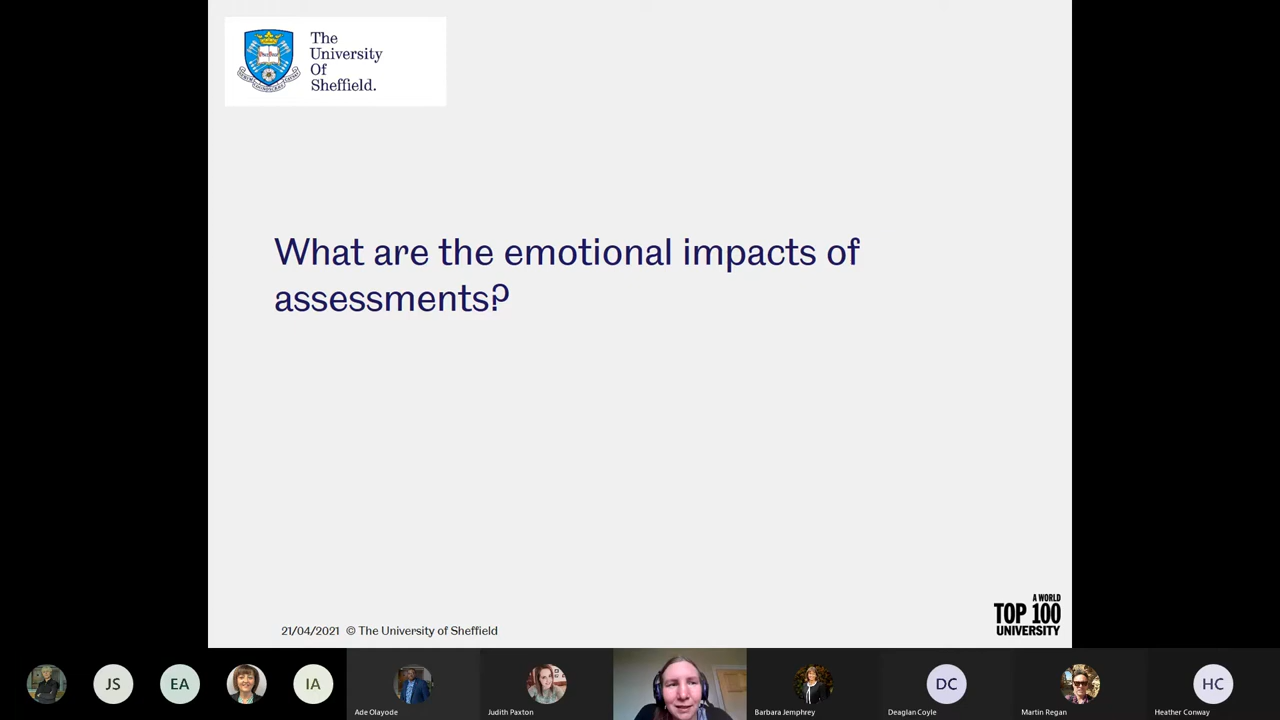 The
University
Of
Sheffield.
What are the emotional impacts of
assessments?
21/04/2021 © The University of Sheffield
A WORLD
TOP 100
UNIVERSITY
JS
EA
IA
Ade Olayode
Judith Paxton
Barbara Jemphrey
DC
Deaglan Coyle
Martin Regan
HC
Heather Conway